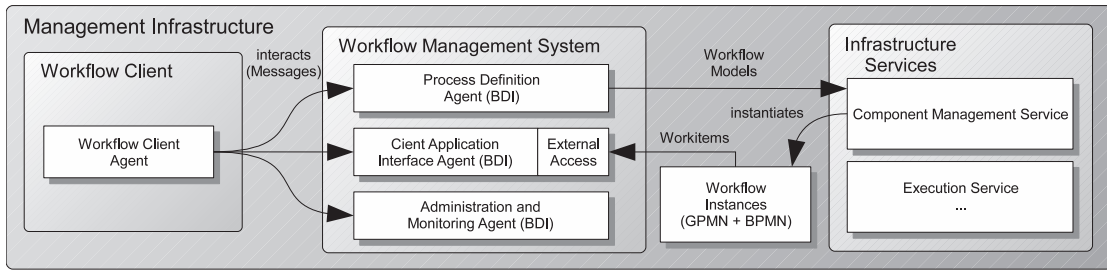 Management Infrastructure
Workflow Client
Workflow Client
Agent
interacts
(Messages)
Workflow Management System
Process Definition
Agent (BDI)
Cient Application
Interface Agent (BDI)
External
Access
Administration and
Monitoring Agent (BDI)
Workflow
Models
instantiates
Workitems
Workflow
Instances
(GPMN + BPMN)
Infrastructure
Services
Component Management Service
Execution Service
...